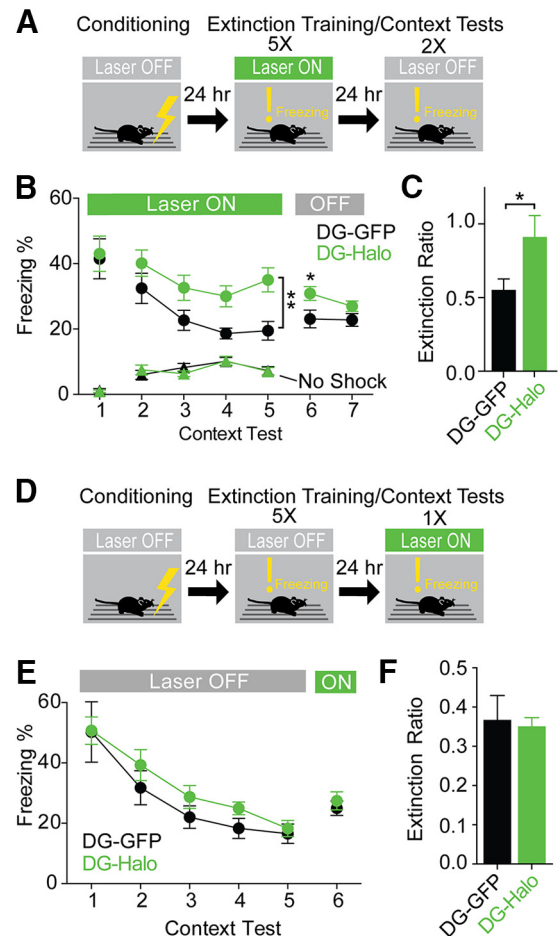 A
Conditioning
Extinction Training/Context Tests
5X
2X
Laser OFF
Laser ON
Laser OFF
24 hr
24 hr
! Freezing
! Freezing
B
Laser ON
OFF
DG-GFP
DG-Halo
Freezing %
60
40
20
0
**
*
No Shock
1 2 3 4 5 6 7
Context Test
C
*
Extinction Ratio
1.0
0.5
0.0
DG-GFP
DG-Halo
D
Conditioning
Extinction Training/Context Tests
5X
1X
Laser OFF
Laser OFF
Laser ON
24 hr
24 hr
! Freezing
! Freezing
E
Laser OFF
ON
Freezing %
60
40
20
0
DG-GFP
DG-Halo
1 2 3 4 5 6
Context Test
F
Extinction Ratio
0.5
0.4
0.3
0.2
0.1
0.0
DG-GFP
DG-Halo